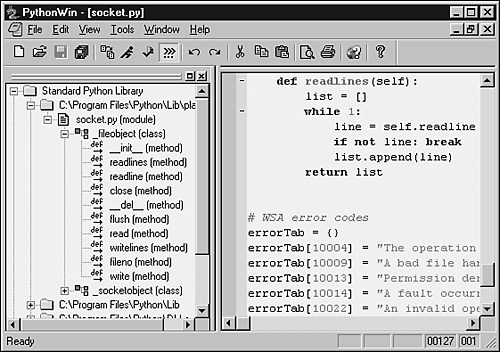 PythonWin - [socket.py]
File Edit View Tools Window Help
Standard Python Library
C:\Program Files\Python\Lib\pla
socket.py (module)
_fileobject (class)
__init__ (method)
readlines (method)
readline (method)
close (method)
__del__ (method)
flush (method)
read (method)
writelines (method)
fileno (method)
write (method)
_socketobject (class)
C:\Program Files\Python\Lib
def readlines(self):
list = []
while 1:
line = self.readline
if not line: break
list.append(line)
return list
# WSA error codes
errorTab = {}
errorTab[10004] = "The operation
errorTab[10009] = "A bad file han
errorTab[10013] = "Permission den
errorTab[10014] = "A fault occurr
errorTab[10022] = "An invalid ope
Ready
00127 001